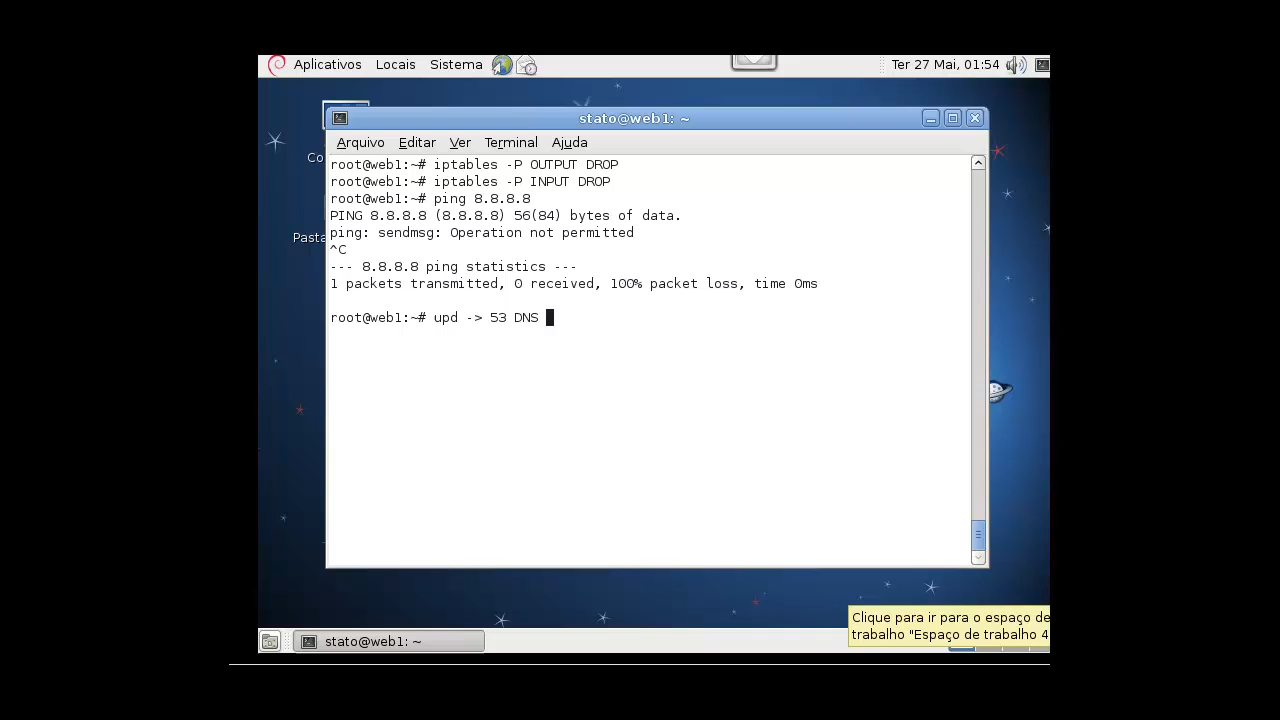 Aplicativos Locais Sistema Ter 27 Mai, 01:54
stato@web1: ~
Arquivo Editar Ver Terminal Ajuda
root@web1:~# iptables -P OUTPUT DROP
root@web1:~# iptables -P INPUT DROP
root@web1:~# ping 8.8.8.8
PING 8.8.8.8 (8.8.8.8) 56(84) bytes of data.
ping: sendmsg: Operation not permitted
^C
--- 8.8.8.8 ping statistics ---
1 packets transmitted, 0 received, 100% packet loss, time 0ms
root@web1:~# upd -> 53 DNS
Co
Pasta
Clique para ir para o espaço de
trabalho "Espaço de trabalho 4
stato@web1: ~